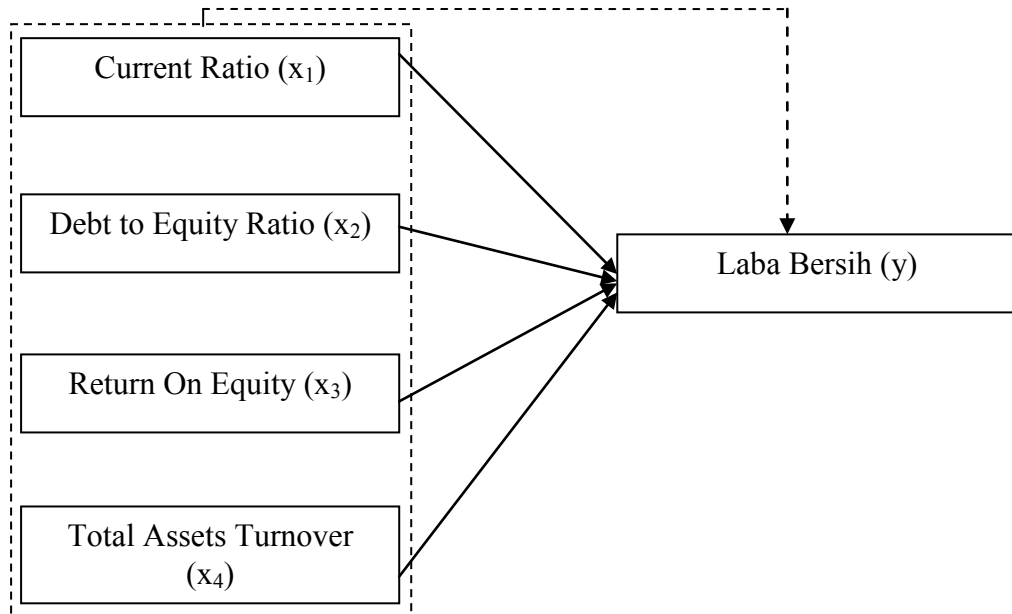 Current Ratio (x₁)
Debt to Equity Ratio (x₂)
Laba Bersih (y)
Return On Equity (x₃)
Total Assets Turnover
(x₄)